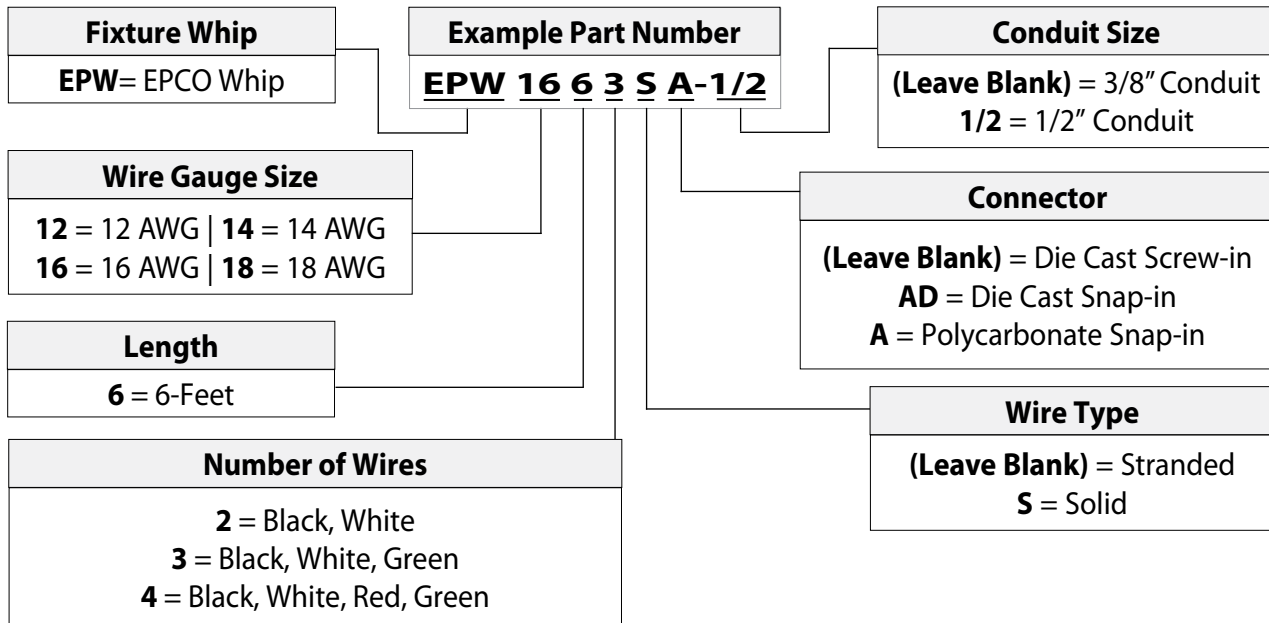 Fixture Whip
EPW= EPCO Whip
Example Part Number
EPW 16 6 3 S A-1/2
Conduit Size
(Leave Blank) = 3/8” Conduit
1/2 = 1/2” Conduit
Wire Gauge Size
12 = 12 AWG | 14 = 14 AWG
16 = 16 AWG | 18 = 18 AWG
Connector
(Leave Blank) = Die Cast Screw-in
AD = Die Cast Snap-in
A = Polycarbonate Snap-in
Length
6 = 6-Feet
Wire Type
(Leave Blank) = Stranded
S = Solid
Number of Wires
2 = Black, White
3 = Black, White, Green
4 = Black, White, Red, Green